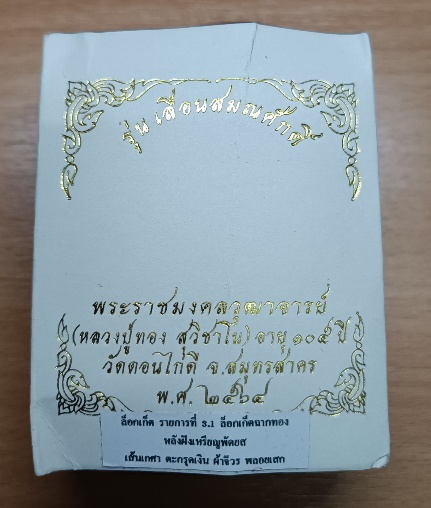 รุ่น เลื่อนสมณศักดิ์
พระราชมงคลวุฒาจารย์
(หลวงปู่ทอง สุวิชาโน) อายุ ๑๐๕ ปี
วัดดอนไก่ดี จ.สมุทรสาคร
พ.ศ. ๒๕๖๔
ล็อกเก็ต รายการที่ 3.1 ล็อกเก็ตฉากทอง
หลังฝังเหรียญพัดยส
เส้นเกศา ตะกรุดเงิน ผ้าจีวร พลอยเสก